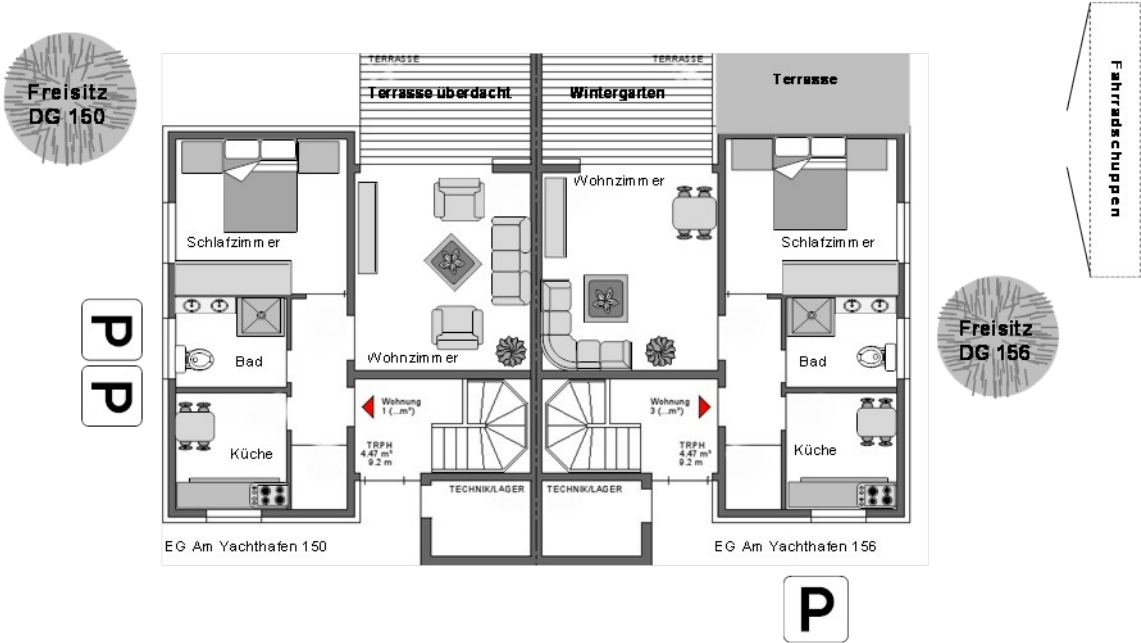 Freisitz
DG 150
TERRASSE
TERRASSE
Terrasse überdacht
Wintergarten
Terrasse
Fahrradschuppen
Wohnzimmer
Schlafzimmer
Schlafzimmer
Freisitz
DG 156
P
P
Bad
Wohnzimmer
Bad
Wohnung
1 (...m²)
Wohnung
3 (...m²)
TRPH
4.47 m²
9.2 m
TRPH
4.47 m²
9.2 m
Küche
Küche
TECHNIK/LAGER
TECHNIK/LAGER
EG Am Yachthafen 150
EG Am Yachthafen 156
P